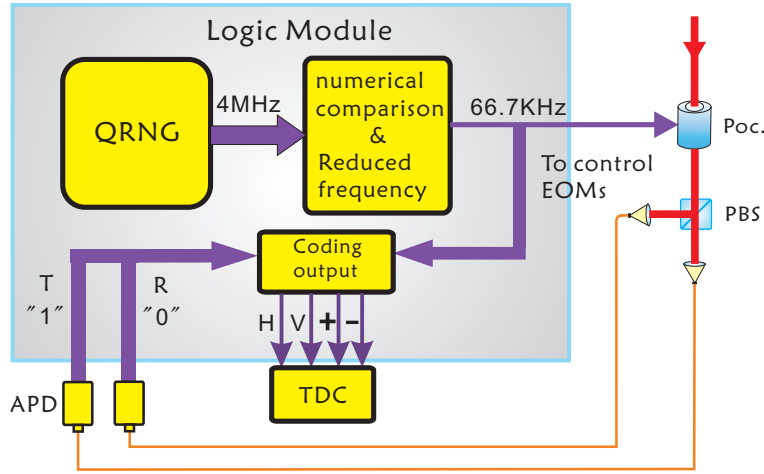 Logic Module
QRNG
4MHz
numerical
comparison
&
Reduced
frequency
66.7KHz
Poc.
To control
EOMs
PBS
Coding
output
T
"1"
R
"0"
H V + -
APD
TDC